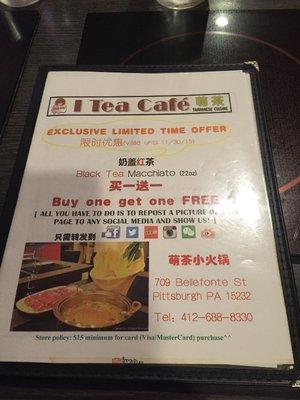 I Tea Café 萌茶
TAIWANESE CUISINE
EXCLUSIVE LIMITED TIME OFFER
限时优惠(valid until 11/30/15)
奶盖红茶
Black Tea Macchiato (22oz)
买一送一
Buy one get one FREE
[ ALL YOU HAVE TO DO IS TO REPOST A PICTURE OF THIS
PAGE TO ANY SOCIAL MEDIA AND SHOW US! ]
只需转发到
萌茶小火锅
709 Bellefonte St
Pittsburgh PA 15232
Tel: 412-688-8330
Store policy: $15 minimum for card (Visa/MasterCard) purchase^^